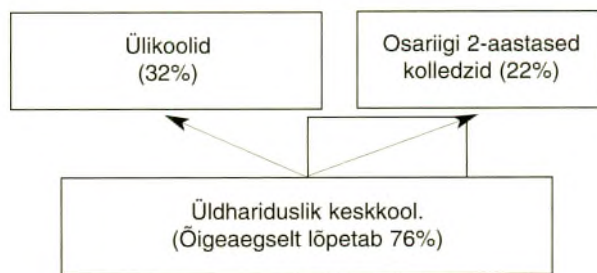 Ülikoolid
(32%)
Osariigi 2-aastased
kolledzid (22%)
Üldhariduslik keskkool.
(Õigeaegselt lõpetab 76%)